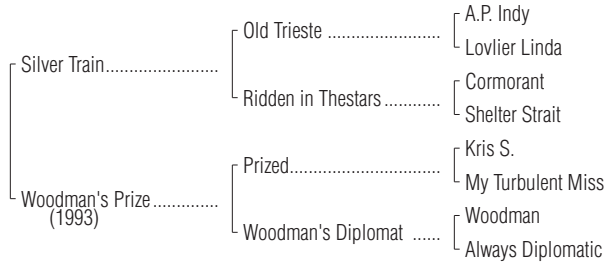 A.P. Indy
Old Trieste ........................
Lovlier Linda
Silver Train........................
Cormorant
Ridden in Thestars ............
Shelter Strait
Kris S.
Prized................................
My Turbulent Miss
Woodman's Prize ..............
(1993)
Woodman
Woodman's Diplomat ......
Always Diplomatic